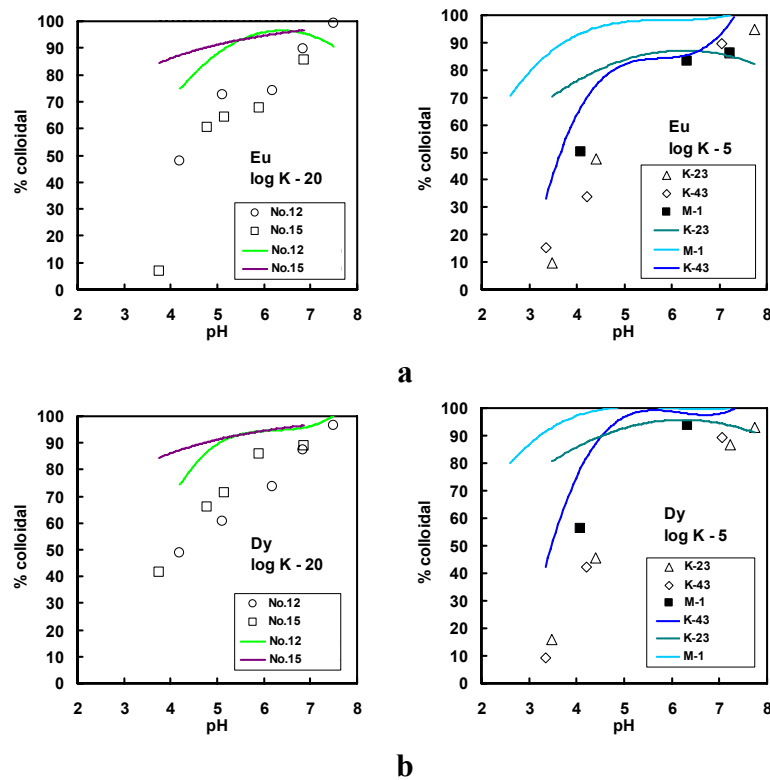 100
90
80
70
60
50
40
30
20
10
0
% colloidal
2 3 4 5 6 7 8
pH
Eu
log K - 20
No.12
No.15
No.12
No.15
100
90
80
70
60
50
40
30
20
10
0
% colloidal
2 3 4 5 6 7 8
pH
Eu
log K - 5
K-23
K-43
M-1
K-23
M-1
K-43
a
100
90
80
70
60
50
40
30
20
10
0
% colloidal
2 3 4 5 6 7 8
pH
Dy
log K - 20
No.12
No.15
No.12
No.15
100
90
80
70
60
50
40
30
20
10
0
% colloidal
2 3 4 5 6 7 8
pH
Dy
log K - 5
K-23
K-43
M-1
K-43
K-23
M-1
b